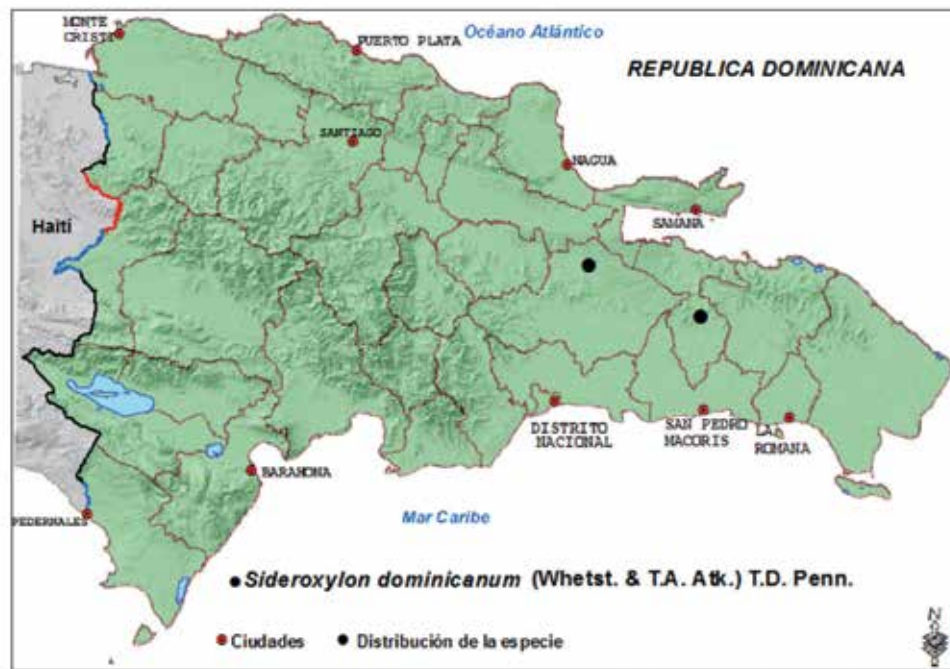 MONTE
CRISTI
PUERTO PLATA
Océano Atlántico
REPUBLICA DOMINICANA
SANTIAGO
NAGUA
SAMANA
Haití
DISTRITO
NACIONAL
SAN PEDRO
MACORIS
LA
ROMANA
BARAHONA
PEDERNALES
Mar Caribe
Sideroxylon dominicanum (Whetst. & T.A. Atk.) T.D. Penn.
Ciudades
Distribución de la especie